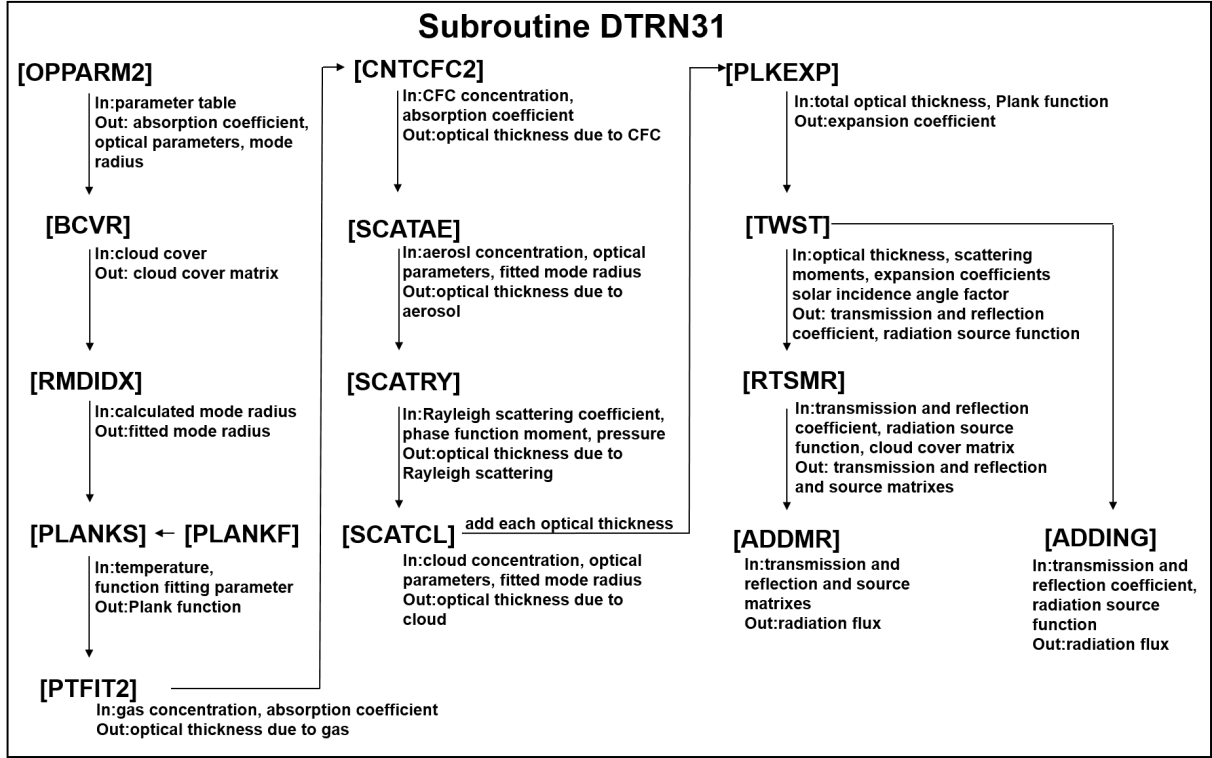 Subroutine DTRN31
[OPPARM2]
In:parameter table
Out: absorption coefficient,
optical parameters, mode
radius
[BCVR]
In:cloud cover
Out: cloud cover matrix
[RMDIDX]
In:calculated mode radius
Out:fitted mode radius
[PLANKS]
[PLANKF]
In:temperature,
function fitting parameter
Out:Plank function
[PTFIT2]
In:gas concentration, absorption coefficient
Out:optical thickness due to gas
[CNTCFC2]
In:CFC concentration,
absorption coefficient
Out:optical thickness due to CFC
[SCATAE]
In:aerosl concentration, optical
parameters, fitted mode radius
Out:optical thickness due to
aerosol
[SCATRY]
In:Rayleigh scattering coefficient,
phase function moment, pressure
Out:optical thickness due to
Rayleigh scattering
[SCATCL]
add each optical thickness
In:cloud concentration, optical
parameters, fitted mode radius
Out:optical thickness due to
cloud
[PLKEXP]
In:total optical thickness, Plank function
Out:expansion coefficient
[TWST]
In:optical thickness, scattering
moments, expansion coefficients
solar incidence angle factor
Out: transmission and reflection
coefficient, radiation source function
[RTSMR]
In:transmission and reflection
coefficient, radiation source
function, cloud cover matrix
Out: transmission and reflection
and source matrixes
[ADDMR]
In:transmission and
reflection and source
matrixes
Out:radiation flux
[ADDING]
In:transmission and
reflection coefficient,
radiation source
function
Out:radiation flux